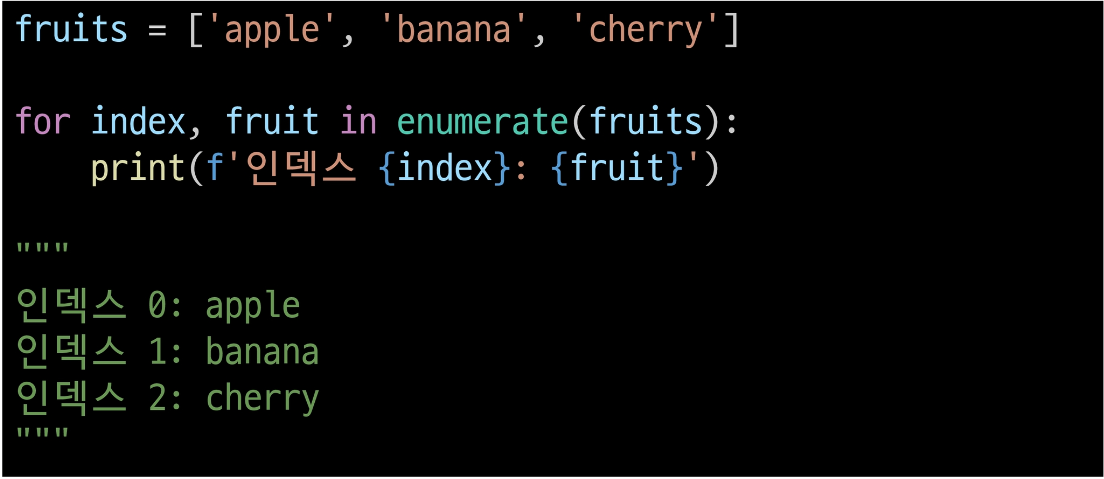 fruits = ['apple', 'banana', 'cherry']
for index, fruit in enumerate(fruits):
    print(f'인덱스 {index}: {fruit}')
"""
인덱스 0: apple
인덱스 1: banana
인덱스 2: cherry
"""